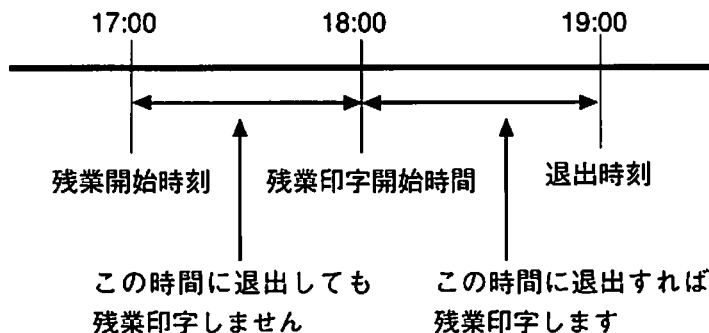 17:00 18:00 19:00
残業開始時刻 残業印字開始時間 退出時刻
この時間に退出しても この時間に退出すれば
残業印字しません 残業印字します